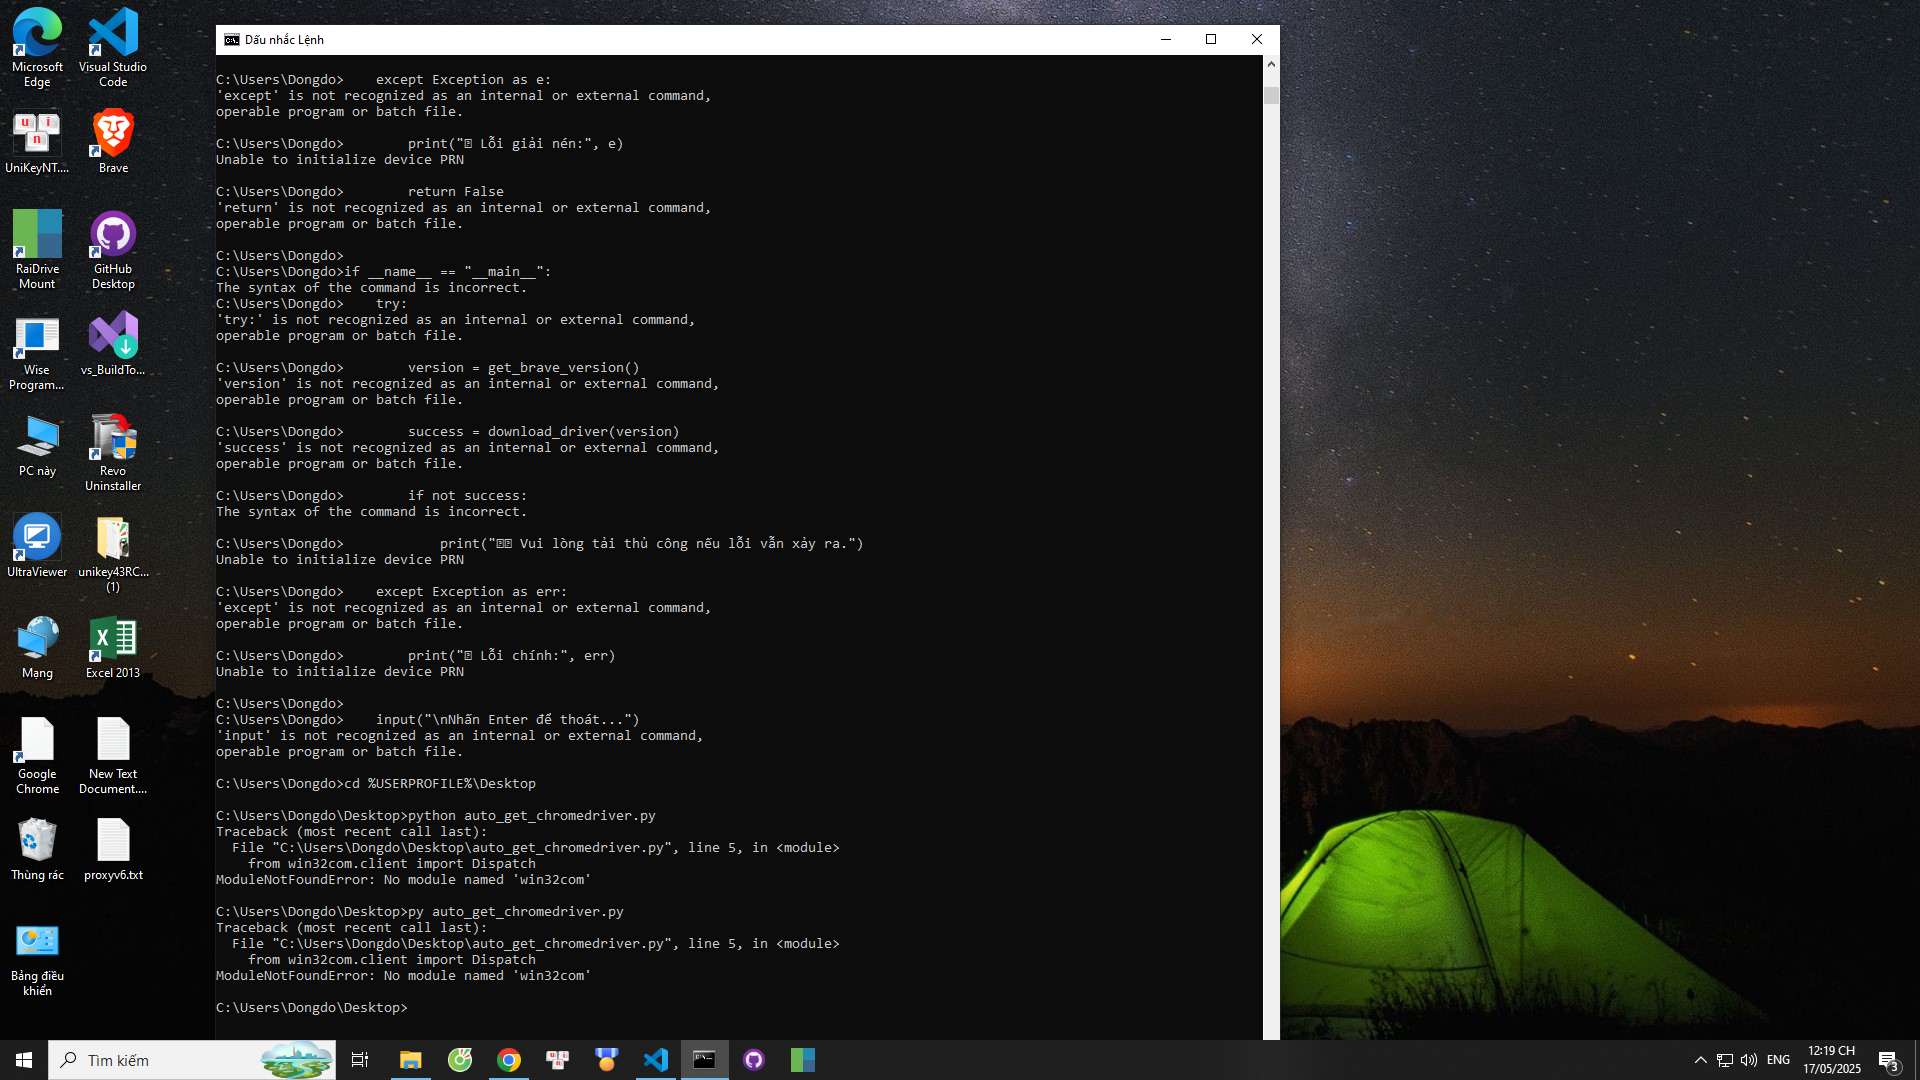 Microsoft Edge
Visual Studio Code
UniKeyNT....
Brave
RaiDrive Mount
GitHub Desktop
Wise Program...
vs_BuildTo...
PC này
Revo Uninstaller
UltraViewer
unikey43RC... (1)
Mạng
Excel 2013
Google Chrome
New Text Document....
Thùng rác
proxyv6.txt
Bảng điều khiển
Dấu nhắc Lệnh
C:\Users\Dongdo>    except Exception as e:
'except' is not recognized as an internal or external command,
operable program or batch file.
C:\Users\Dongdo>        print("� Lỗi giải nén:", e)
Unable to initialize device PRN
C:\Users\Dongdo>        return False
'return' is not recognized as an internal or external command,
operable program or batch file.
C:\Users\Dongdo>
C:\Users\Dongdo>if __name__ == "__main__":
The syntax of the command is incorrect.
C:\Users\Dongdo>    try:
'try:' is not recognized as an internal or external command,
operable program or batch file.
C:\Users\Dongdo>        version = get_brave_version()
'version' is not recognized as an internal or external command,
operable program or batch file.
C:\Users\Dongdo>        success = download_driver(version)
'success' is not recognized as an internal or external command,
operable program or batch file.
C:\Users\Dongdo>        if not success:
The syntax of the command is incorrect.
C:\Users\Dongdo>            print("�� Vui lòng tải thủ công nếu lỗi vẫn xảy ra.")
Unable to initialize device PRN
C:\Users\Dongdo>    except Exception as err:
'except' is not recognized as an internal or external command,
operable program or batch file.
C:\Users\Dongdo>        print("� Lỗi chính:", err)
Unable to initialize device PRN
C:\Users\Dongdo>
C:\Users\Dongdo>    input("\nNhấn Enter để thoát...")
'input' is not recognized as an internal or external command,
operable program or batch file.
C:\Users\Dongdo>cd %USERPROFILE%\Desktop
C:\Users\Dongdo\Desktop>python auto_get_chromedriver.py
Traceback (most recent call last):
  File "C:\Users\Dongdo\Desktop\auto_get_chromedriver.py", line 5, in <module>
    from win32com.client import Dispatch
ModuleNotFoundError: No module named 'win32com'
C:\Users\Dongdo\Desktop>py auto_get_chromedriver.py
Traceback (most recent call last):
  File "C:\Users\Dongdo\Desktop\auto_get_chromedriver.py", line 5, in <module>
    from win32com.client import Dispatch
ModuleNotFoundError: No module named 'win32com'
C:\Users\Dongdo\Desktop>
Tìm kiếm
ENG
12:19 CH
17/05/2025
3